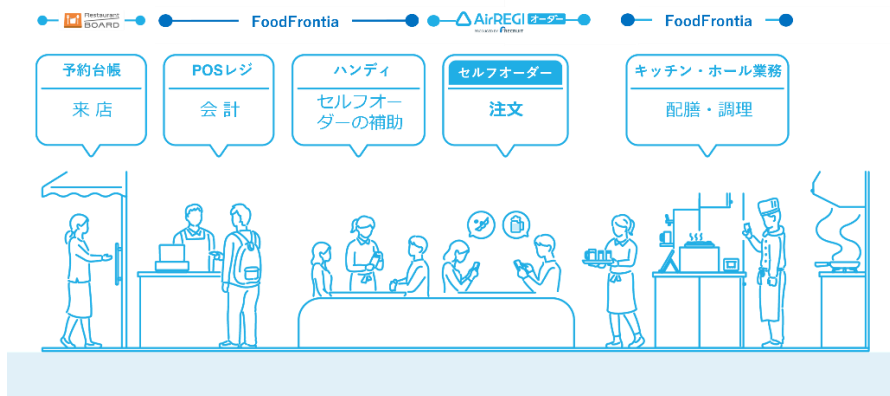 Restaurant
BOARD
FoodFrontia
AirREGI オーダー
PRODUCED BY RECRUIT
FoodFrontia
予約台帳
来店
POSレジ
会計
ハンディ
セルフオー
ダーの補助
セルフオーダー
注文
キッチン・ホール業務
配膳・調理